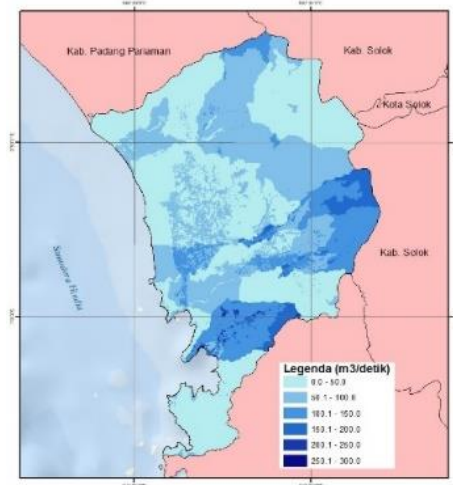 Kab. Padang Pariaman
Kab. Solok
Kota Solok
Kab. Solok
Samudera Hindia
Legenda (m3/detik)
0.0 - 50.0
50.1 - 100.0
100.1 - 150.0
150.1 - 200.0
200.1 - 250.0
250.1 - 300.0